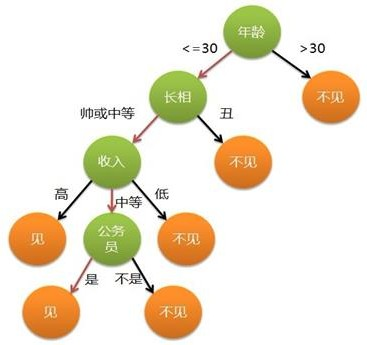 年龄
<=30
>30
长相
不见
帅或中等
丑
收入
不见
高
中等
低
见
公务
员
不见
是
不是
见
不见